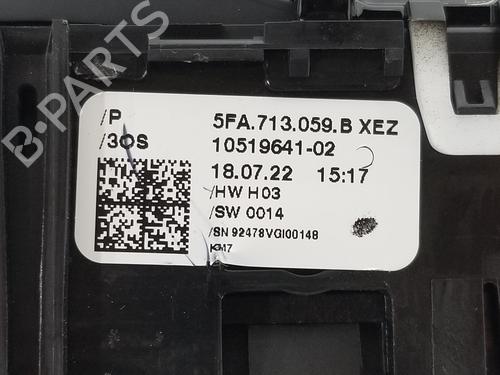 B-PARTS
/P 5FA.713.059.B XEZ
/3OS 10519641-02
18.07.22 15:17
/HW H03
/SW 0014
/SN 92478VGI00148